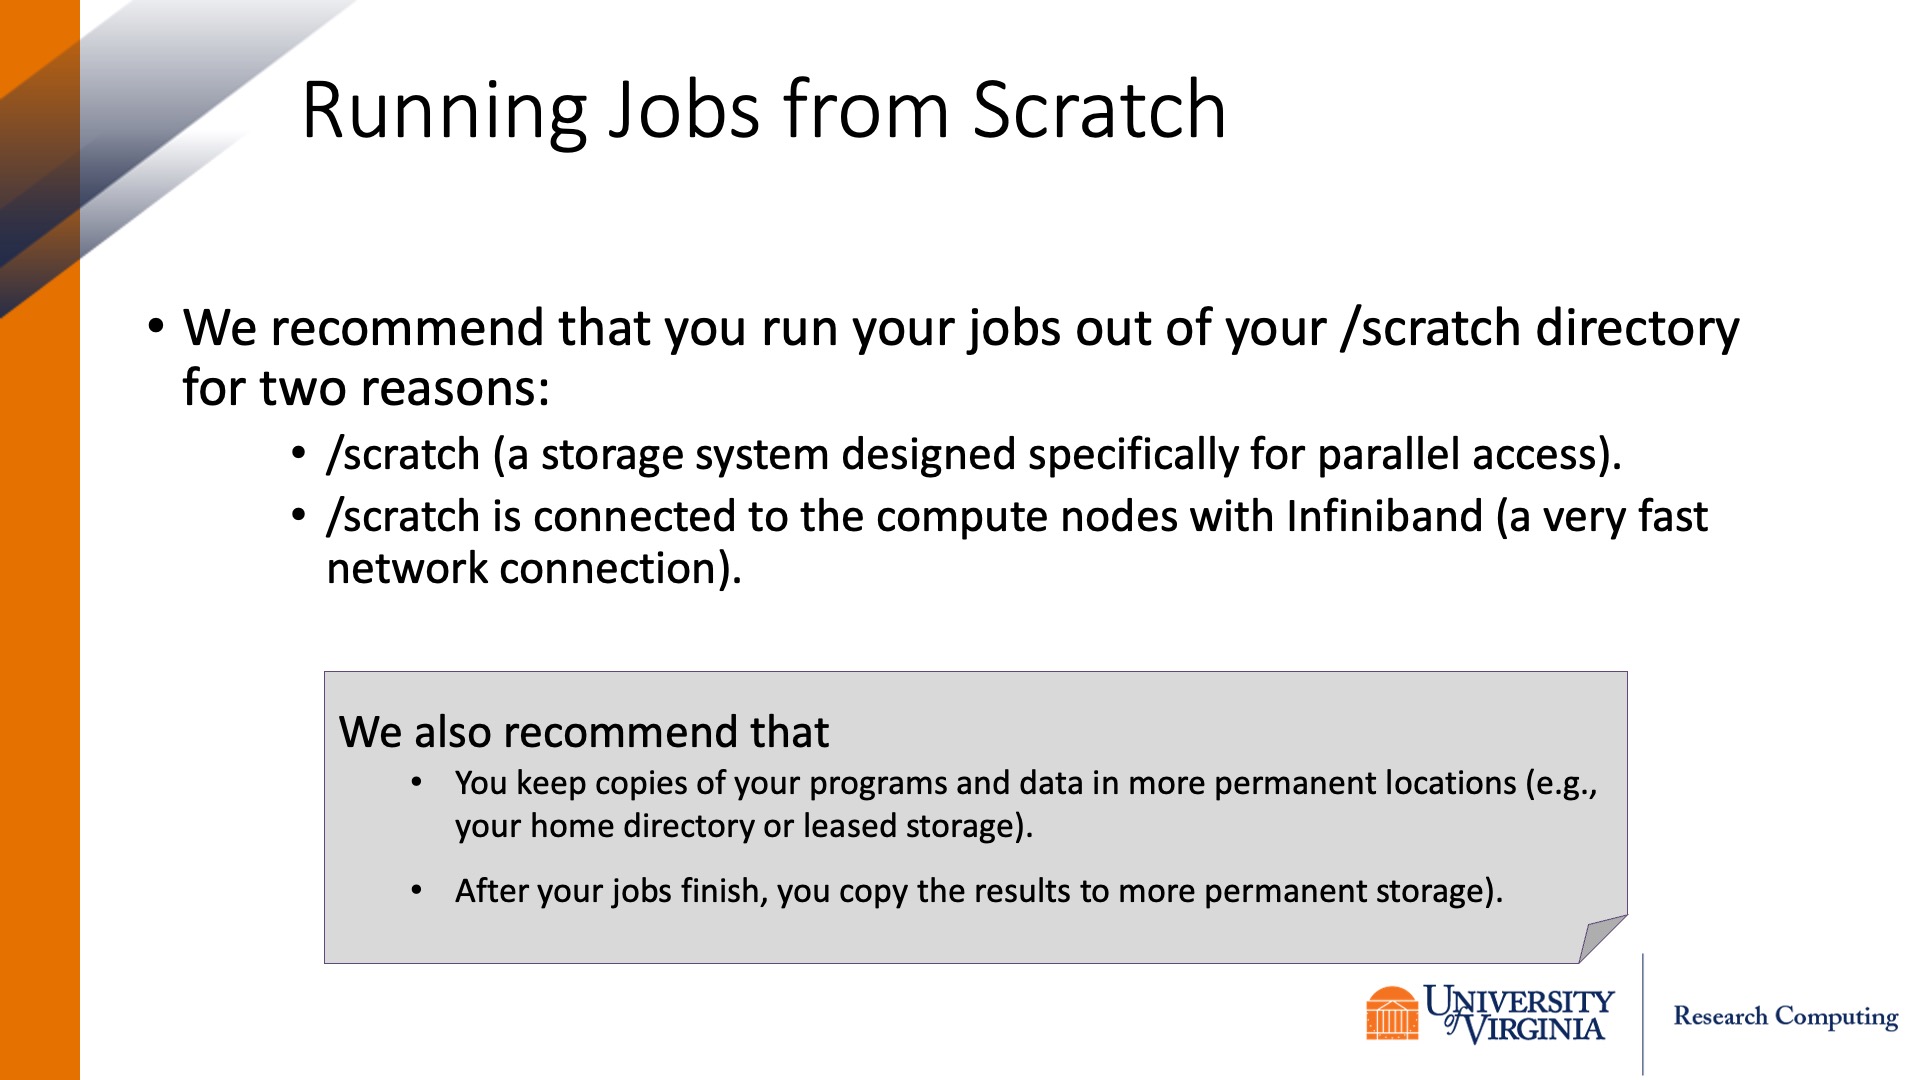 Running Jobs from Scratch
• We recommend that you run your jobs out of your /scratch directory
for two reasons:
• /scratch (a storage system designed specifically for parallel access).
• /scratch is connected to the compute nodes with Infiniband (a very fast
network connection).
We also recommend that
• You keep copies of your programs and data in more permanent locations (e.g.,
your home directory or leased storage).
• After your jobs finish, you copy the results to more permanent storage).
UNIVERSITY
of VIRGINIA
Research Computing